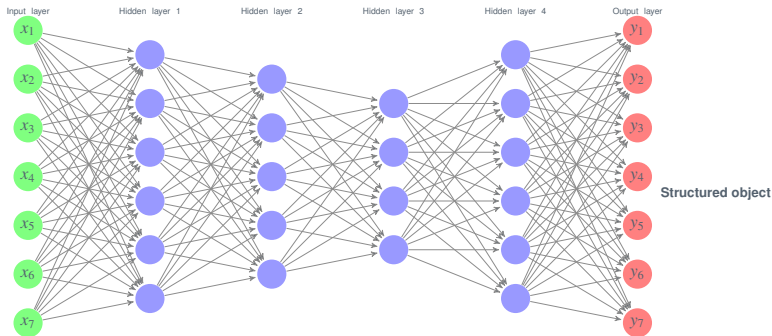 Input layer
Hidden layer 1
Hidden layer 2
Hidden layer 3
Hidden layer 4
Output layer
x₁
y₁
x₂
y₂
x₃
y₃
x₄
y₄
Structured object
x₅
y₅
x₆
y₆
x₇
y₇